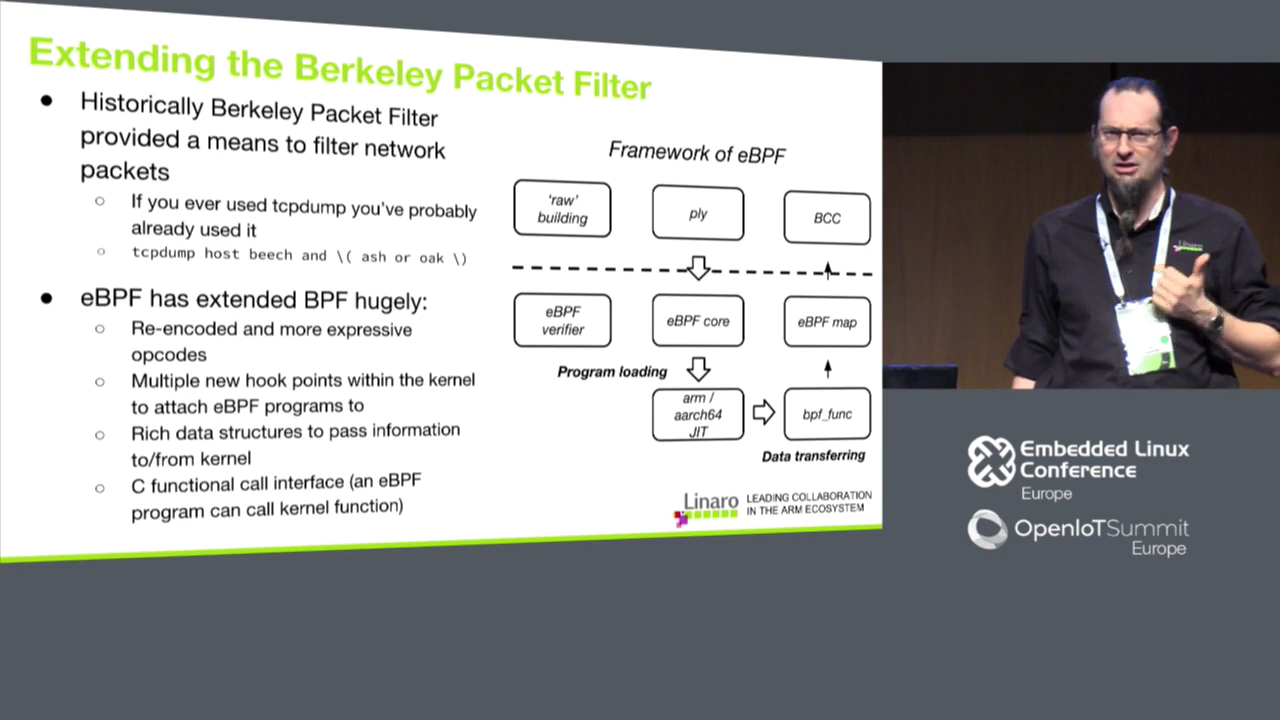 Extending the Berkeley Packet Filter
● Historically Berkeley Packet Filter
provided a means to filter network
packets
○ If you ever used tcpdump you've probably
already used it
○ tcpdump host beech and \( ash or oak \)
● eBPF has extended BPF hugely:
○ Re-encoded and more expressive
opcodes
○ Multiple new hook points within the kernel
to attach eBPF programs to
○ Rich data structures to pass information
to/from kernel
○ C functional call interface (an eBPF
program can call kernel function)
Framework of eBPF
'raw'
building
ply
BCC
eBPF
verifier
eBPF core
eBPF map
Program loading
arm /
aarch64
JIT
bpf_func
Data transferring
Linaro
LEADING COLLABORATION
IN THE ARM ECOSYSTEM
Linaro
Embedded Linux
Conference
Europe
OpenIoTSummit
Europe